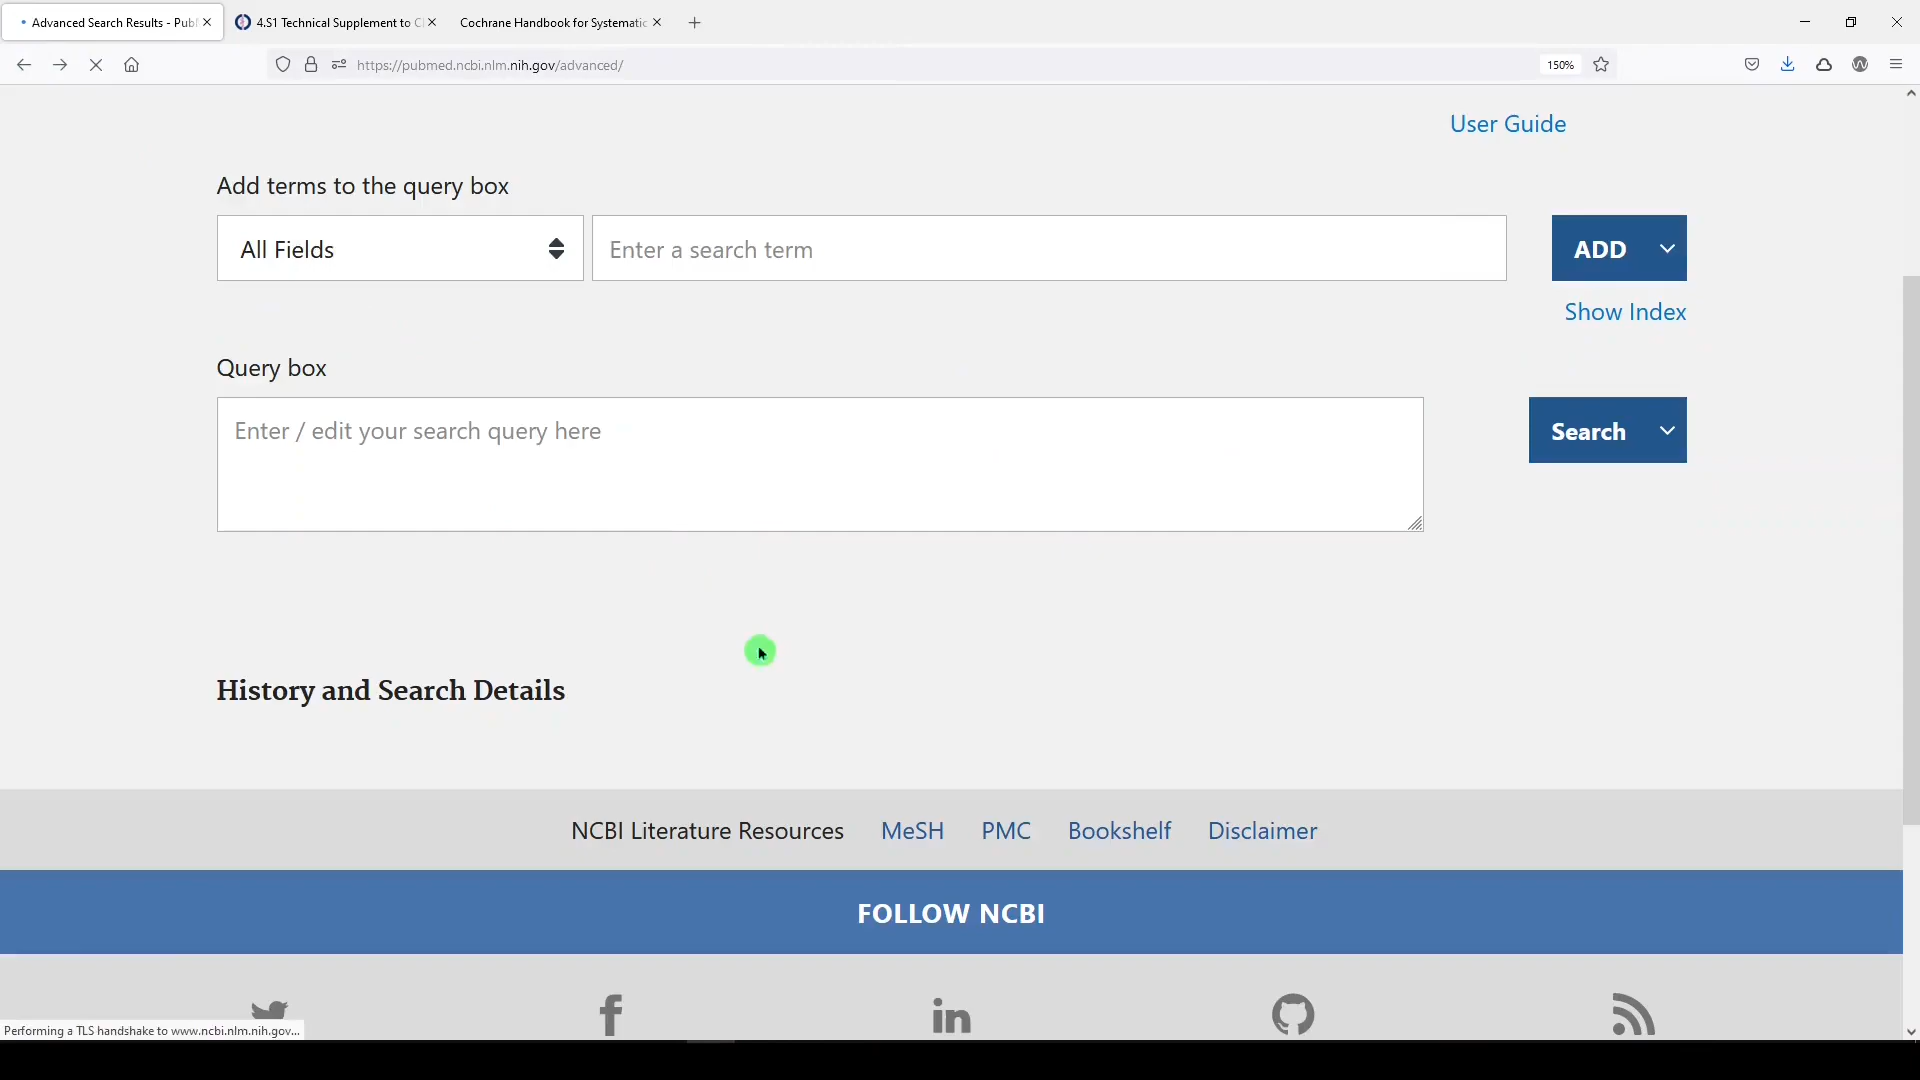 Advanced Search Results - Pub
4.S1 Technical Supplement to C
Cochrane Handbook for Systematic
https://pubmed.ncbi.nlm.nih.gov/advanced/
150%
User Guide
Add terms to the query box
All Fields
Enter a search term
ADD
Show Index
Query box
Enter / edit your search query here
Search
History and Search Details
NCBI Literature Resources MeSH PMC Bookshelf Disclaimer
FOLLOW NCBI
Performing a TLS handshake to www.ncbi.nlm.nih.gov...